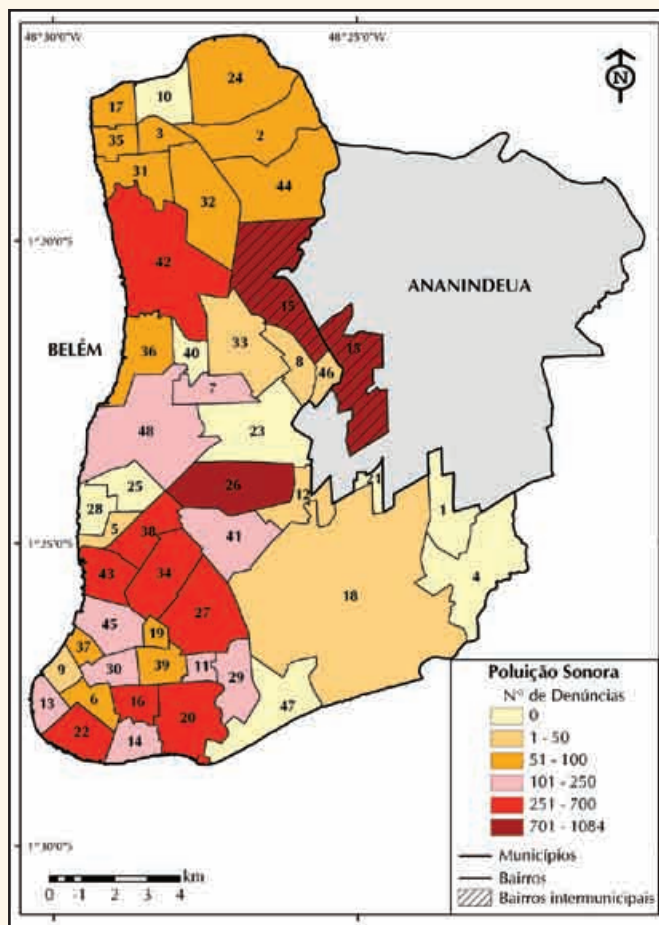 48°30'0"O
48°25'0"O
N
24
10
17
3
2
35
31
32
44
1°20'0"S
42
ANANINDEUA
15
15
BELÉM
36
40
33
8
46
7
48
23
25
26
21
12
28
5
1
38
41
1°25'0"S
43
34
4
18
27
45
19
37
30
39
11
9
29
13
6
16
20
47
22
14
Poluição Sonora
Nº de Denúncias
0
1 - 50
51 - 100
101 - 250
251 - 700
701 - 1084
Municípios
Bairros
Bairros intermunicipais
1°30'0"S
km
0 1 2 3 4